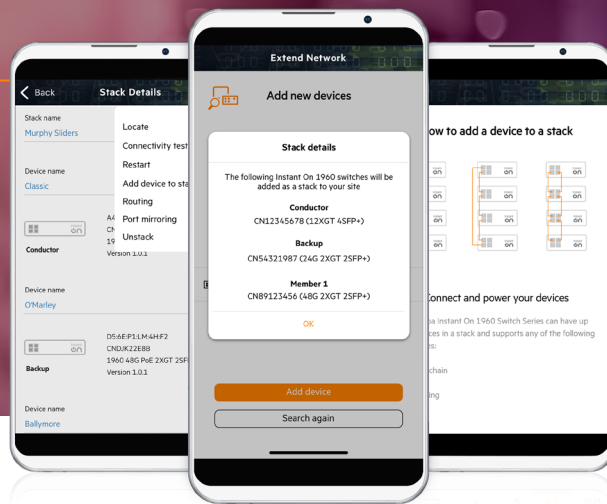 Back
Stack Details
Stack name
Murphy Sliders
Device name
Classic
Conductor
Version 1.0.1
Device name
O'Marley
D5:6E:P1:LM:4H:F2
CNDJK22E8B
1960 48G PoE 2XGT 2SF
Backup
Version 1.0.1
Device name
Ballymore
Locate
Connectivity test
Restart
Add device to sta
Routing
Port mirroring
Unstack
Extend Network
Add new devices
Stack details
The following Instant On 1960 switches will be
added as a stack to your site
Conductor
CN12345678 (12XGT 4SFP+)
Backup
CN54321987 (24G 2XGT 2SFP+)
Member 1
CN89123456 (48G 2XGT 2SFP+)
OK
Add device
Search again
ow to add a device to a stack
onnect and power your devices
ba Instant On 1960 Switch Series can have up
ces in a stack and supports any of the following
es:
chain
ng